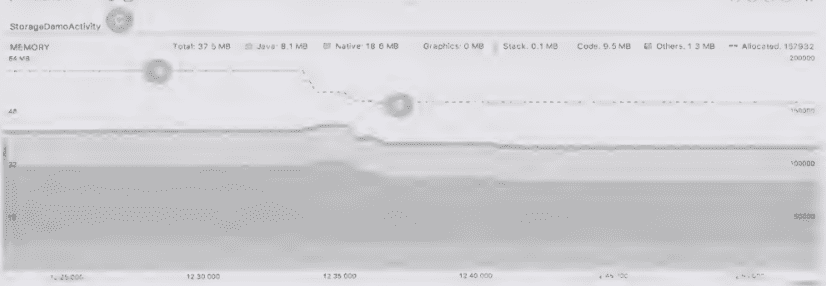 StorageDemoActivity
MEMORY Total: 37.5 MB Java: 8.1 MB Native: 18.6 MB Graphics: 0 MB Stack: 0.1 MB Code: 9.5 MB Others: 1.3 MB Allocated: 157932
64 MB 200000
48 150000
32 100000
12:30.000 12:35.000 12:40.000